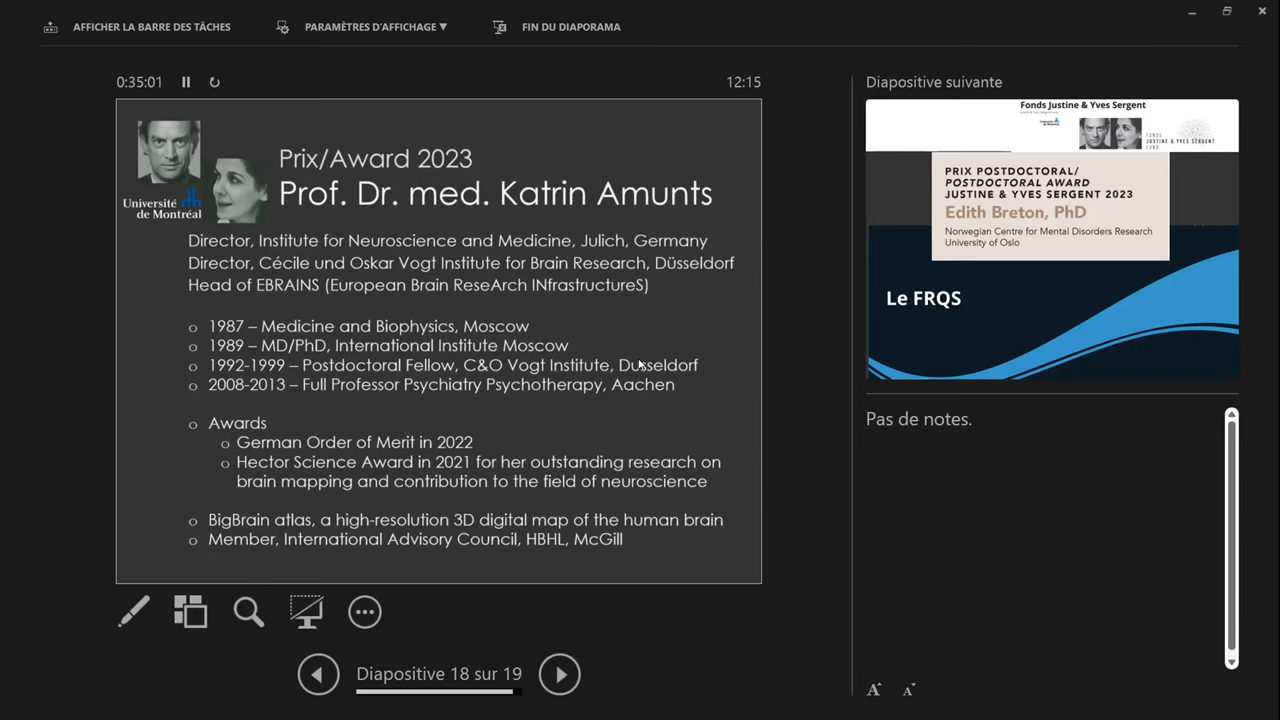 AFFICHER LA BARRE DES TÂCHES
PARAMÈTRES D'AFFICHAGE ▼
FIN DU DIAPORAMA
0:35:01
12:15
Prix/Award 2023
Prof. Dr. med. Katrin Amunts
Université
de Montréal
Director, Institute for Neuroscience and Medicine, Julich, Germany
Director, Cécile und Oskar Vogt Institute for Brain Research, Düsseldorf
Head of EBRAINS (European Brain ReseArch INfrastructureS)
o 1987 – Medicine and Biophysics, Moscow
o 1989 – MD/PhD, International Institute Moscow
o 1992-1999 – Postdoctoral Fellow, C&O Vogt Institute, Dusseldorf
o 2008-2013 – Full Professor Psychiatry Psychotherapy, Aachen
o Awards
o German Order of Merit in 2022
o Hector Science Award in 2021 for her outstanding research on
brain mapping and contribution to the field of neuroscience
o BigBrain atlas, a high-resolution 3D digital map of the human brain
o Member, International Advisory Council, HBHL, McGill
Diapositive 18 sur 19
Diapositive suivante
Fonds Justine & Yves Sergent
FONDS
JUSTINE & YVES SERGENT
FUND
PRIX POSTDOCTORAL/
POSTDOCTORAL AWARD
JUSTINE & YVES SERGENT 2023
Edith Breton, PhD
Norwegian Centre for Mental Disorders Research
University of Oslo
Le FRQS
Pas de notes.
A
A